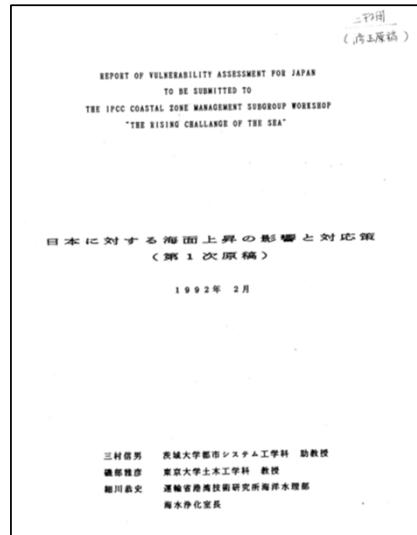 （修正原稿）
REPORT OF VULNERABILITY ASSESSMENT FOR JAPAN
TO BE SUBMITTED TO
THE IPCC COASTAL ZONE MANAGEMENT SUBGROUP WORKSHOP
"THE RISING CHALLANGE OF THE SEA"
日本に対する海面上昇の影響と対応策
（第1次原稿）
1992年 2月
三村信男 茨城大学都市システム工学科 助教授
磯部雅彦 東京大学土木工学科 教授
細川恭史 運輸省港湾技術研究所海洋水理部
海水浄化室長